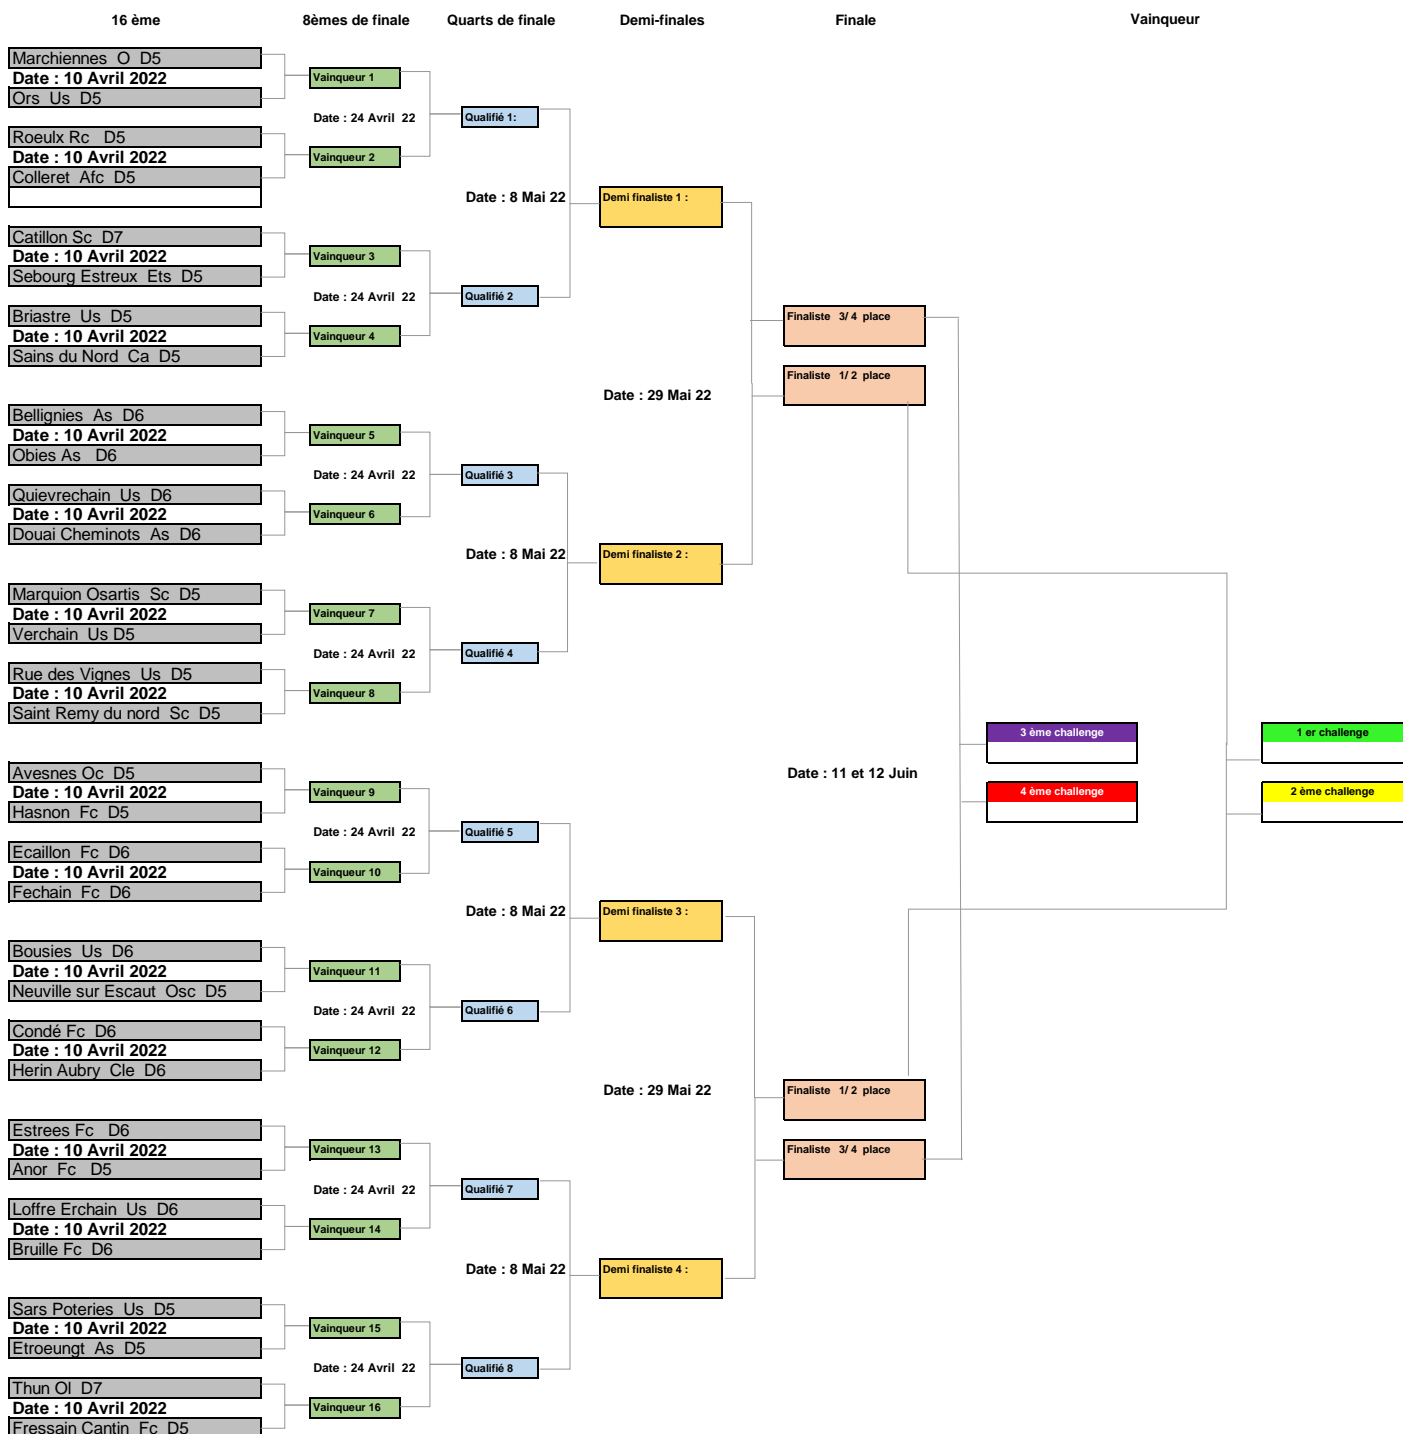 16 ème
8èmes de finale
Quarts de finale
Demi-finales
Finale
Vainqueur
Marchiennes O D5
Date : 10 Avril 2022
Ors Us D5
Vainqueur 1
Date : 24 Avril 22
Qualifié 1:
Roeulx Rc D5
Date : 10 Avril 2022
Colleret Afc D5
Vainqueur 2
Date : 8 Mai 22
Demi finaliste 1 :
Catillon Sc D7
Date : 10 Avril 2022
Sebourg Estreux Ets D5
Vainqueur 3
Date : 24 Avril 22
Qualifié 2
Briastre Us D5
Date : 10 Avril 2022
Sains du Nord Ca D5
Vainqueur 4
Finaliste 3/ 4 place
Finaliste 1/ 2 place
Date : 29 Mai 22
Bellignies As D6
Date : 10 Avril 2022
Obies As D6
Vainqueur 5
Date : 24 Avril 22
Qualifié 3
Quievrechain Us D6
Date : 10 Avril 2022
Douai Cheminots As D6
Vainqueur 6
Date : 8 Mai 22
Demi finaliste 2 :
Marquion Osartis Sc D5
Date : 10 Avril 2022
Verchain Us D5
Vainqueur 7
Date : 24 Avril 22
Qualifié 4
Rue des Vignes Us D5
Date : 10 Avril 2022
Saint Remy du nord Sc D5
Vainqueur 8
3 ème challenge
1 er challenge
Date : 11 et 12 Juin
4 ème challenge
2 ème challenge
Avesnes Oc D5
Date : 10 Avril 2022
Hasnon Fc D5
Vainqueur 9
Date : 24 Avril 22
Qualifié 5
Ecaillon Fc D6
Date : 10 Avril 2022
Fechain Fc D6
Vainqueur 10
Date : 8 Mai 22
Demi finaliste 3 :
Bousies Us D6
Date : 10 Avril 2022
Neuville sur Escaut Osc D5
Vainqueur 11
Date : 24 Avril 22
Qualifié 6
Condé Fc D6
Date : 10 Avril 2022
Herin Aubry Cle D6
Vainqueur 12
Date : 29 Mai 22
Finaliste 1/ 2 place
Finaliste 3/ 4 place
Estrees Fc D6
Date : 10 Avril 2022
Anor Fc D5
Vainqueur 13
Date : 24 Avril 22
Qualifié 7
Loffre Erchain Us D6
Date : 10 Avril 2022
Bruille Fc D6
Vainqueur 14
Date : 8 Mai 22
Demi finaliste 4 :
Sars Poteries Us D5
Date : 10 Avril 2022
Etroeungt As D5
Vainqueur 15
Date : 24 Avril 22
Qualifié 8
Thun Ol D7
Date : 10 Avril 2022
Fressain Cantin Fc D5
Vainqueur 16